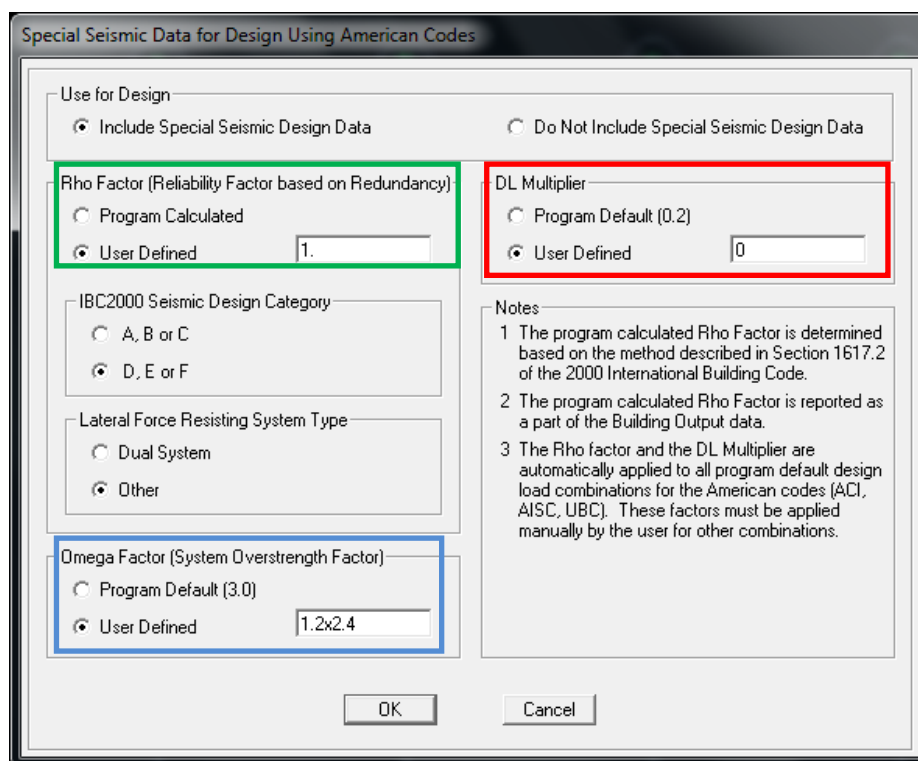 Special Seismic Data for Design Using American Codes
Use for Design
Include Special Seismic Design Data
Do Not Include Special Seismic Design Data
Rho Factor (Reliability Factor based on Redundancy)
Program Calculated
User Defined
1.
IBC2000 Seismic Design Category
A, B or C
D, E or F
Lateral Force Resisting System Type
Dual System
Other
Omega Factor (System Overstrength Factor)
Program Default (3.0)
User Defined
1.2x2.4
DL Multiplier
Program Default (0.2)
User Defined
0
Notes
1 The program calculated Rho Factor is determined
based on the method described in Section 1617.2
of the 2000 International Building Code.
2 The program calculated Rho Factor is reported as
a part of the Building Output data.
3 The Rho factor and the DL Multiplier are
automatically applied to all program default design
load combinations for the American codes (ACI,
AISC, UBC). These factors must be applied
manually by the user for other combinations.
OK
Cancel